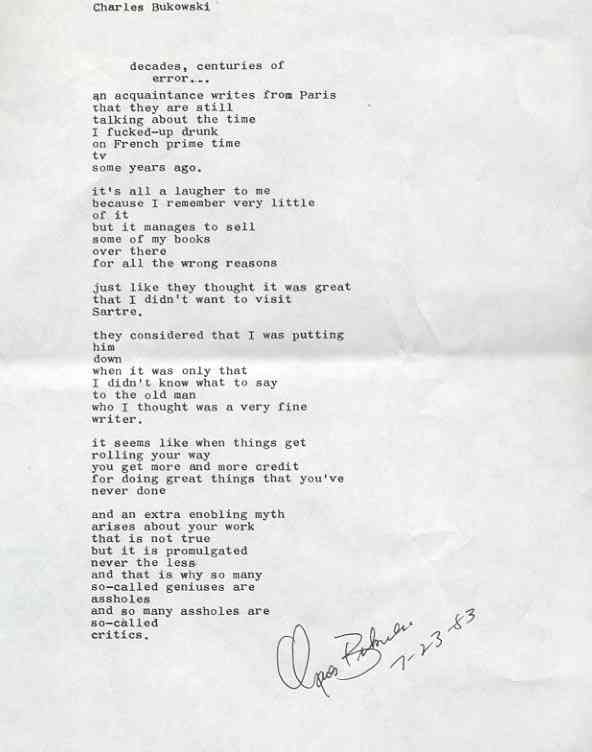 Charles Bukowski
decades, centuries of
error...
an acquaintance writes from Paris
that they are still
talking about the time
I fucked-up drunk
on French prime time
tv
some years ago.
it's all a laugher to me
because I remember very little
of it
but it manages to sell
some of my books
over there
for all the wrong reasons
just like they thought it was great
that I didn't want to visit
Sartre.
they considered that I was putting
him
down
when it was only that
I didn't know what to say
to the old man
who I thought was a very fine
writer.
it seems like when things get
rolling your way
you get more and more credit
for doing great things that you've
never done
and an extra enobling myth
arises about your work
that is not true
but it is promulgated
never the less
and that is why so many
so-called geniuses are
assholes
and so many assholes are
so-called
critics.
Charles Bukowski
7-23-83